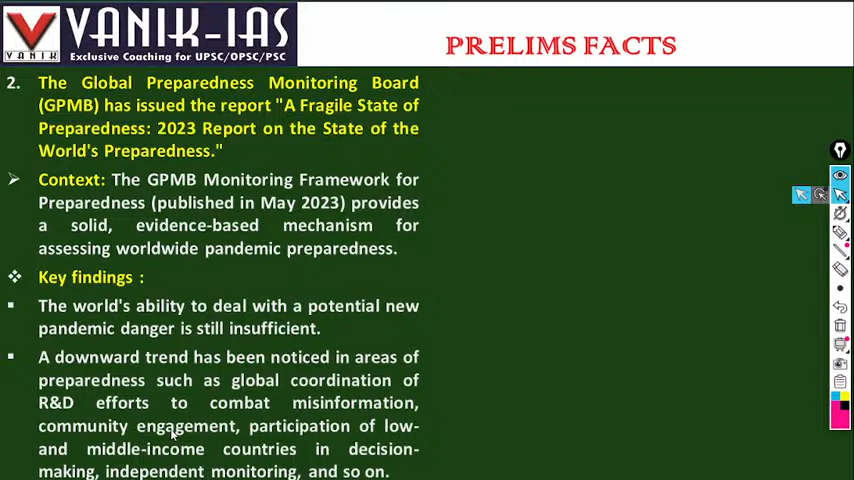 VANIK-IAS
VANIK
Exclusive Coaching for UPSC/OPSC/PSC
PRELIMS FACTS
2. The Global Preparedness Monitoring Board
(GPMB) has issued the report "A Fragile State of
Preparedness: 2023 Report on the State of the
World's Preparedness."
Context: The GPMB Monitoring Framework for
Preparedness (published in May 2023) provides
a solid, evidence-based mechanism for
assessing worldwide pandemic preparedness.
Key findings :
The world's ability to deal with a potential new
pandemic danger is still insufficient.
A downward trend has been noticed in areas of
preparedness such as global coordination of
R&D efforts to combat misinformation,
community engagement, participation of low-
and middle-income countries in decision-
making, independent monitoring, and so on.